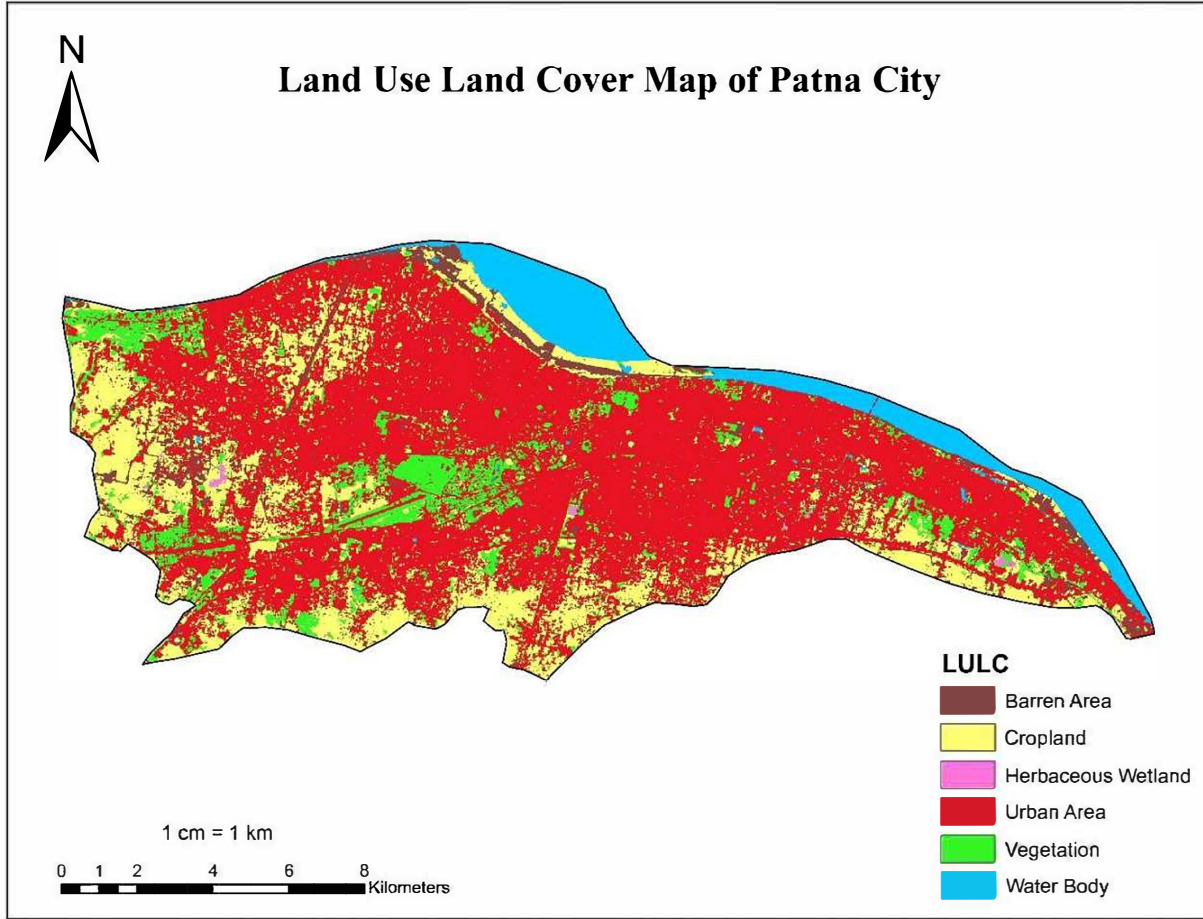 N
Land Use Land Cover Map of Patna City
LULC
Barren Area
Cropland
Herbaceous Wetland
Urban Area
Vegetation
Water Body
1 cm = 1 km
0 1 2 4 6 8
Kilometers